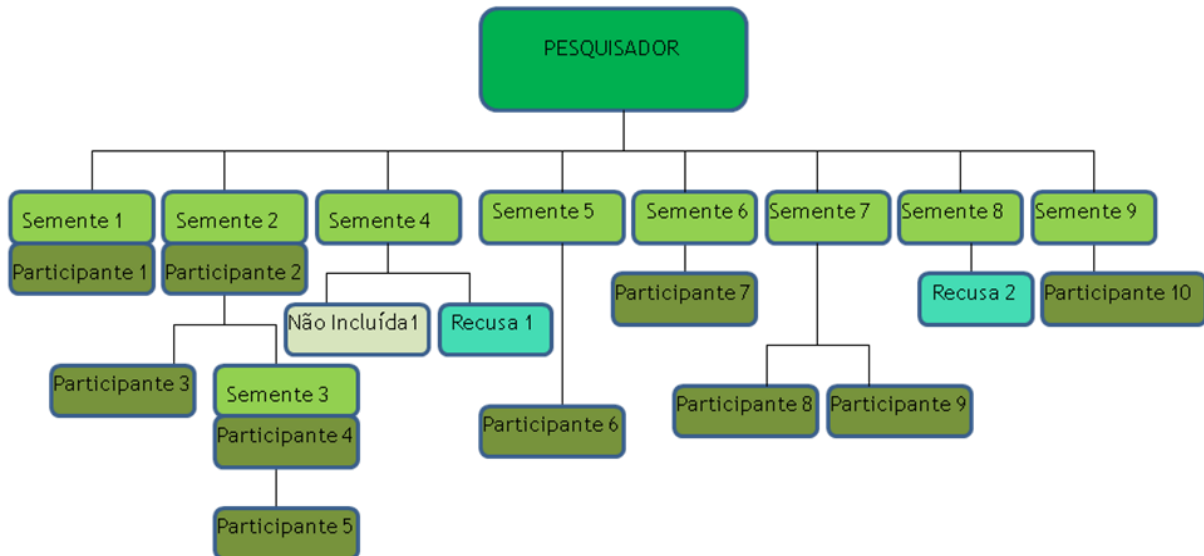 PESQUISADOR
Semente 1
Semente 2
Semente 4
Semente 5
Semente 6
Semente 7
Semente 8
Semente 9
Participante 1
Participante 2
Não Incluída1
Recusa 1
Participante 7
Recusa 2
Participante 10
Participante 3
Semente 3
Participante 4
Participante 6
Participante 8
Participante 9
Participante 5